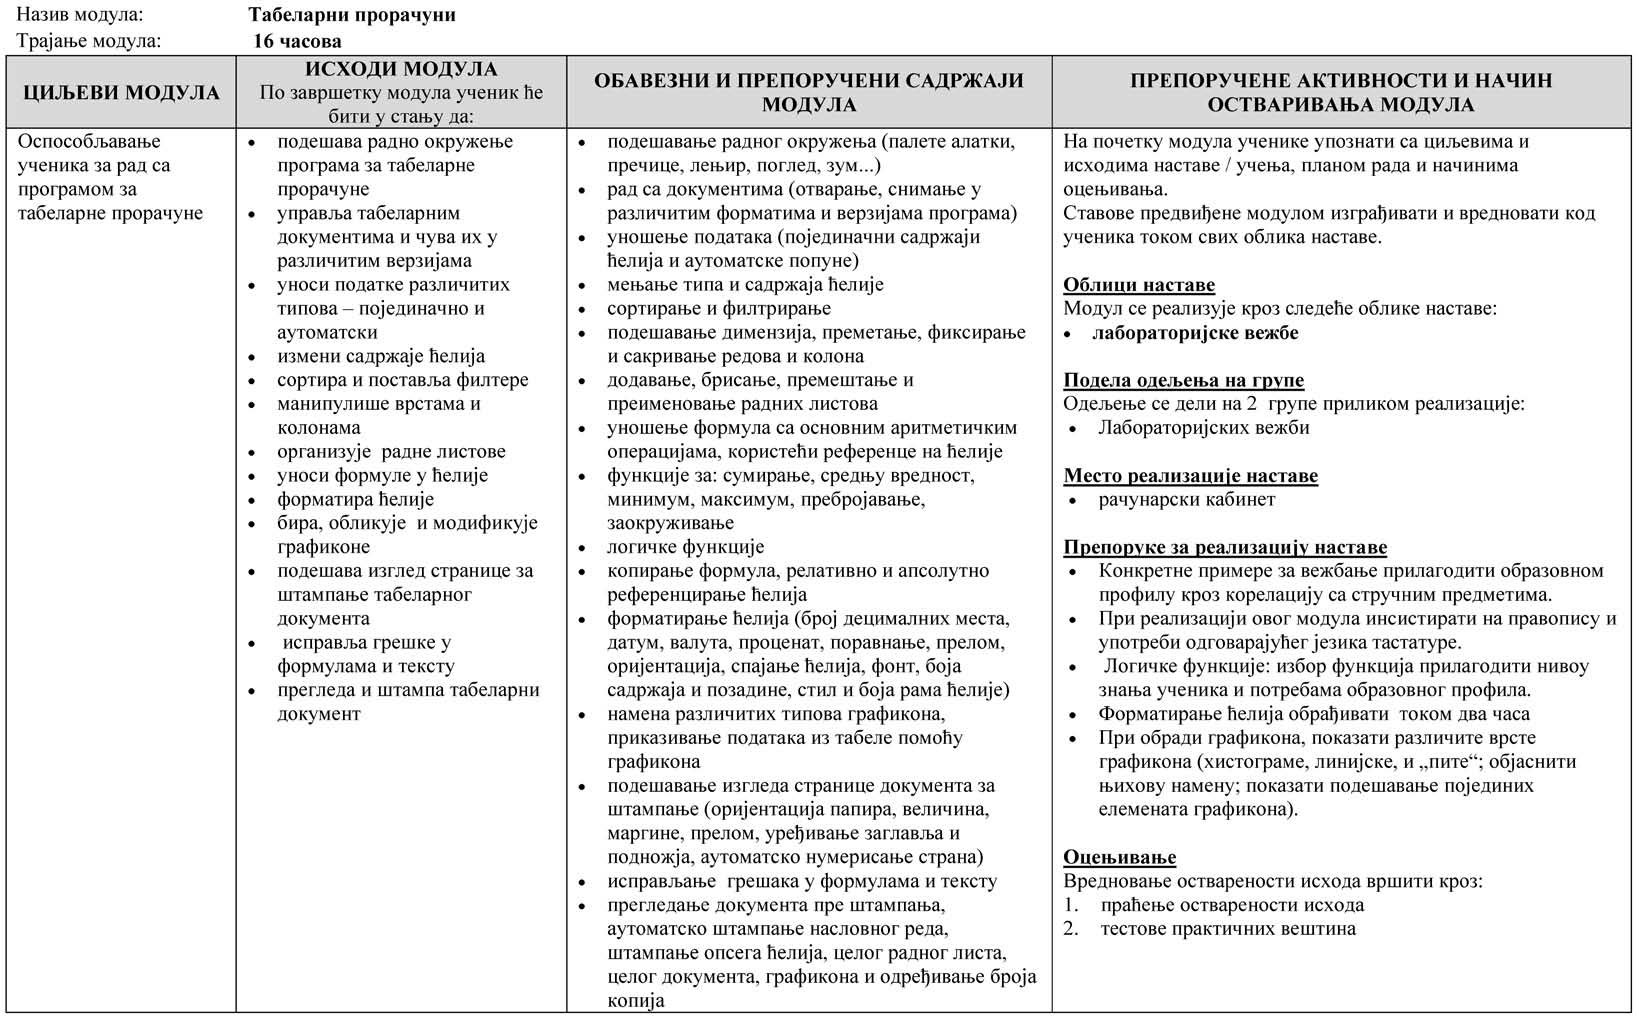 Назив модула: Табеларни прорачуни
Трајање модула: 16 часова
ЦИЉЕВИ МОДУЛА
ИСХОДИ МОДУЛА
По завршетку модула ученик ће
бити у стању да:
ОБАВЕЗНИ И ПРЕПОРУЧЕНИ САДРЖАЈИ
МОДУЛА
ПРЕПОРУЧЕНЕ АКТИВНОСТИ И НАЧИН
ОСТВАРИВАЊА МОДУЛА
Оспособљавање
ученика за рад са
програмом за
табеларне прорачуне
• подешава радно окружење
програма за табеларне
прорачуне
• управља табеларним
документима и чува их у
различитим верзијама
• уноси податке различитих
типова – појединачно и
аутоматски
• измени садржаје ћелија
• сортира и поставља филтере
• манипулише врстама и
колонама
• организује радне листове
• уноси формуле у ћелије
• форматира ћелије
• бира, обликује и модификује
графиконе
• подешава изглед странице за
штампање табеларног
документа
• исправља грешке у
формулама и тексту
• прегледа и штампа табеларни
документ
• подешавање радног окружења (палете алатки,
пречице, лењир, поглед, зум...)
• рад са документима (отварање, снимање у
различитим форматима и верзијама програма)
• уношење података (појединачни садржаји
ћелија и аутоматске попуне)
• мењање типа и садржаја ћелије
• сортирање и филтрирање
• подешавање димензија, преметање, фиксирање
и сакривање редова и колона
• додавање, брисање, премештање и
преименовање радних листова
• уношење формула са основним аритметичким
операцијама, користећи референце на ћелије
• функције за: сумирање, средњу вредност,
минимум, максимум, пребројавање,
заокруживање
• логичке функције
• копирање формула, релативно и апсолутно
референцирање ћелија
• форматирање ћелија (број децималних места,
датум, валута, проценат, поравнање, прелом,
оријентација, спајање ћелија, фонт, боја
садржаја и позадине, стил и боја рама ћелије)
• намена различитих типова графикона,
приказивање података из табеле помоћу
графикона
• подешавање изгледа странице документа за
штампање (оријентација папира, величина,
маргине, прелом, уређивање заглавља и
подножја, аутоматско нумерисање страна)
• исправљање грешака у формулама и тексту
• прегледање документа пре штампања,
аутоматско штампање насловног реда,
штампање опсега ћелија, целог радног листа,
целог документа, графикона и одређивање броја
копија
На почетку модула ученике упознати са циљевима и
исходима наставе / учења, планом рада и начинима
оцењивања.
Ставове предвиђене модулом изграђивати и вредновати код
ученика током свих облика наставе.
Облици наставе
Модул се реализује кроз следеће облике наставе:
• лабораторијске вежбе
Подела одељења на групе
Одељење се дели на 2 групе приликом реализације:
• Лабораторијских вежби
Место реализације наставе
• рачунарски кабинет
Препоруке за реализацију наставе
• Конкретне примере за вежбање прилагодити образовном
профилу кроз корелацију са стручним предметима.
• При реализацији овог модула инсистирати на правопису и
употреби одговарајућег језика тастатуре.
• Логичке функције: избор функција прилагодити нивоу
знања ученика и потребама образовног профила.
• Форматирање ћелија обрађивати током два часа
• При обради графикона, показати различите врсте
графикона (хистограме, линијске, и „пите“; објаснити
њихову намену; показати подешавање појединих
елемената графикона).
Оцењивање
Вредновање остварености исхода вршити кроз:
1. праћење остварености исхода
2. тестове практичних вештина